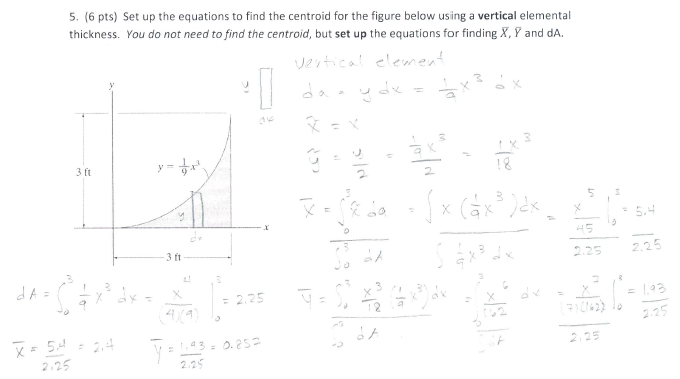 5. (6 pts) Set up the equations to find the centroid for the figure below using a vertical elemental
thickness. You do not need to find the centroid, but set up the equations for finding X̅, Y̅ and dA.
vertical element
y
dx
da = y dx = 1/9 x³ dx
x̃ = x
ỹ = y/2 = (1/9 x³)/2 = 1x³/18
y
3 ft
y = 1/9 x³
y
dx
x
3 ft
x̅ = ∫₀³ x̃ da / ∫₀³ dA = ∫ x (1/9 x³) dx / ∫ 1/9 x³ dx = (x⁵/45 |₀³) / 2.25 = 5.4 / 2.25
dA = ∫₀³ 1/9 x³ dx = x⁴/(4)(9) |₀³ = 2.25
y̅ = ∫₀³ x³/18 (1/9 x³) dx / ∫₀³ dA = ∫₀³ x⁶/162 dx / ∫ dA = (x⁷/(7)(162) |₀³) / 2.25 = 1.93 / 2.25
x̅ = 5.4/2.25 = 2.4 y̅ = 1.93/2.25 = 0.857